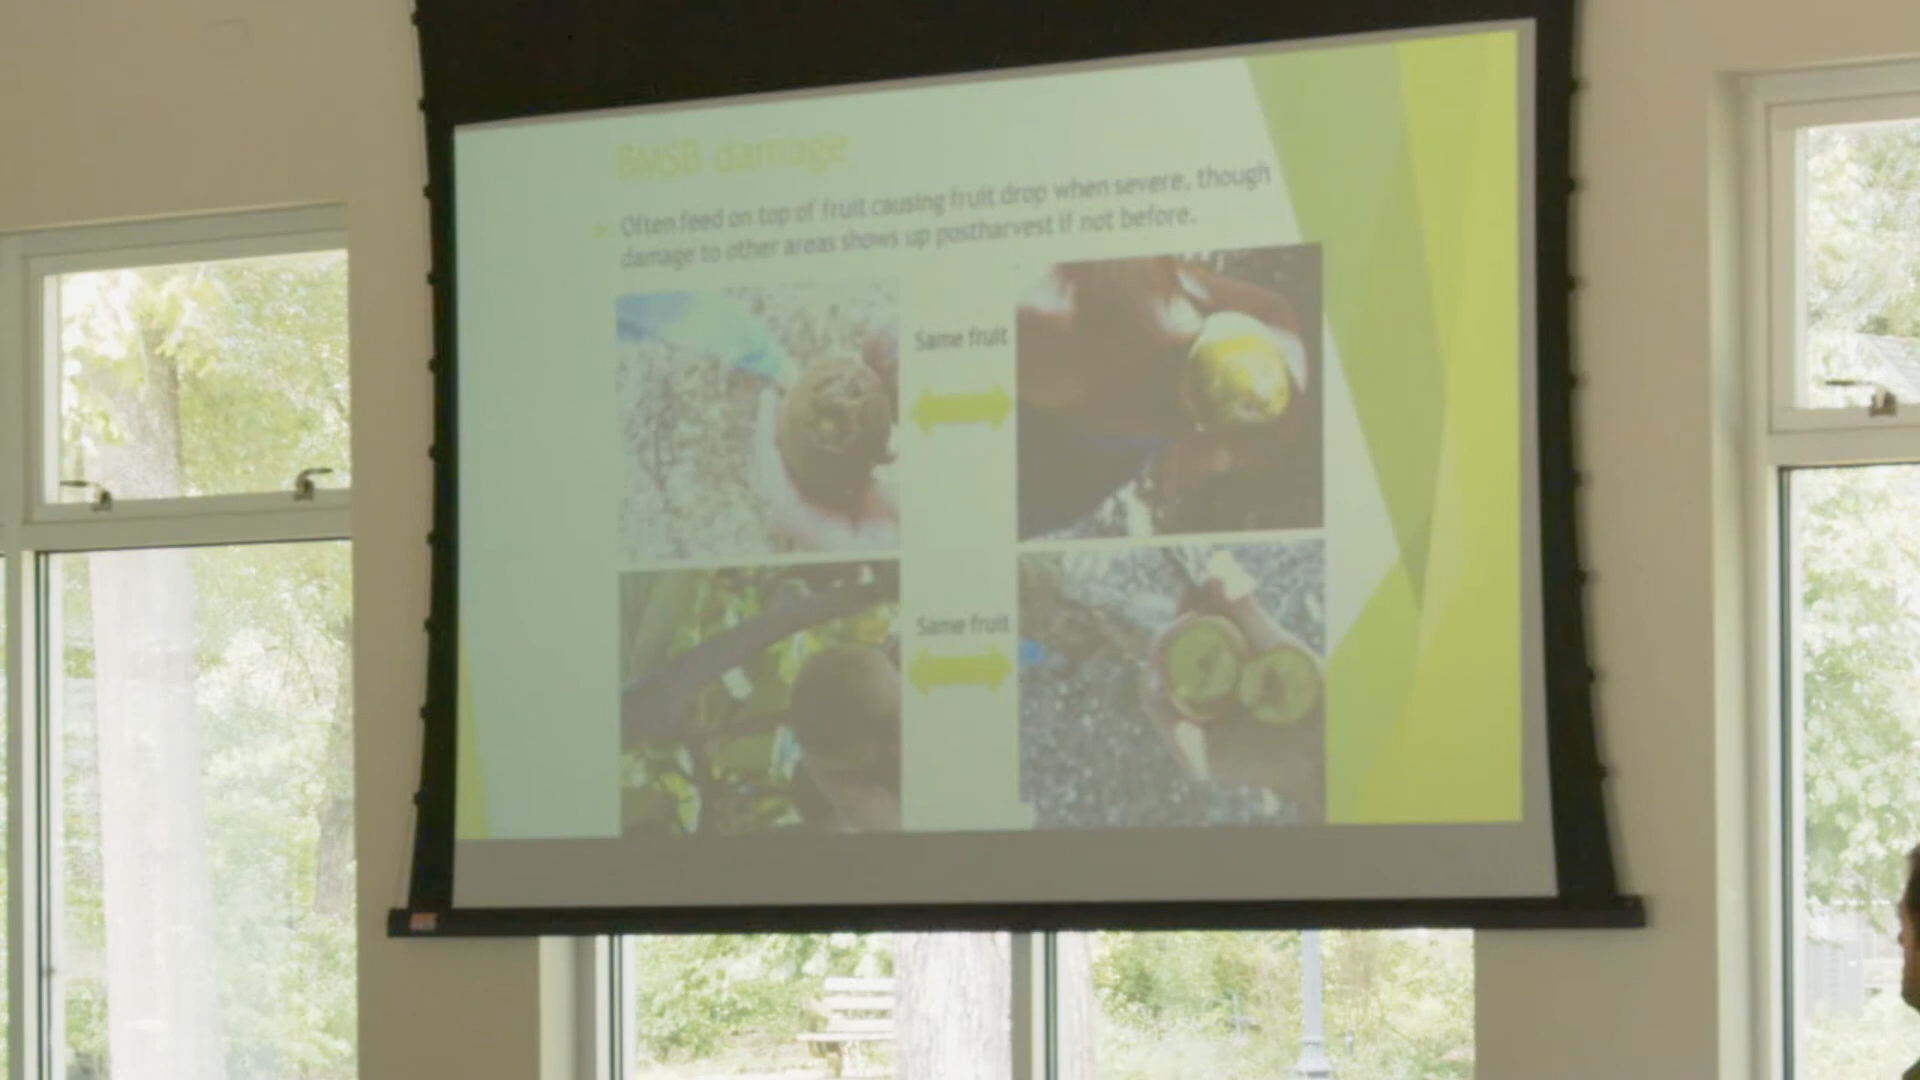 BMSB damage
Often feed on top of fruit causing fruit drop when severe, though
damage to other areas shows up postharvest if not before.
Same fruit
Same fruit